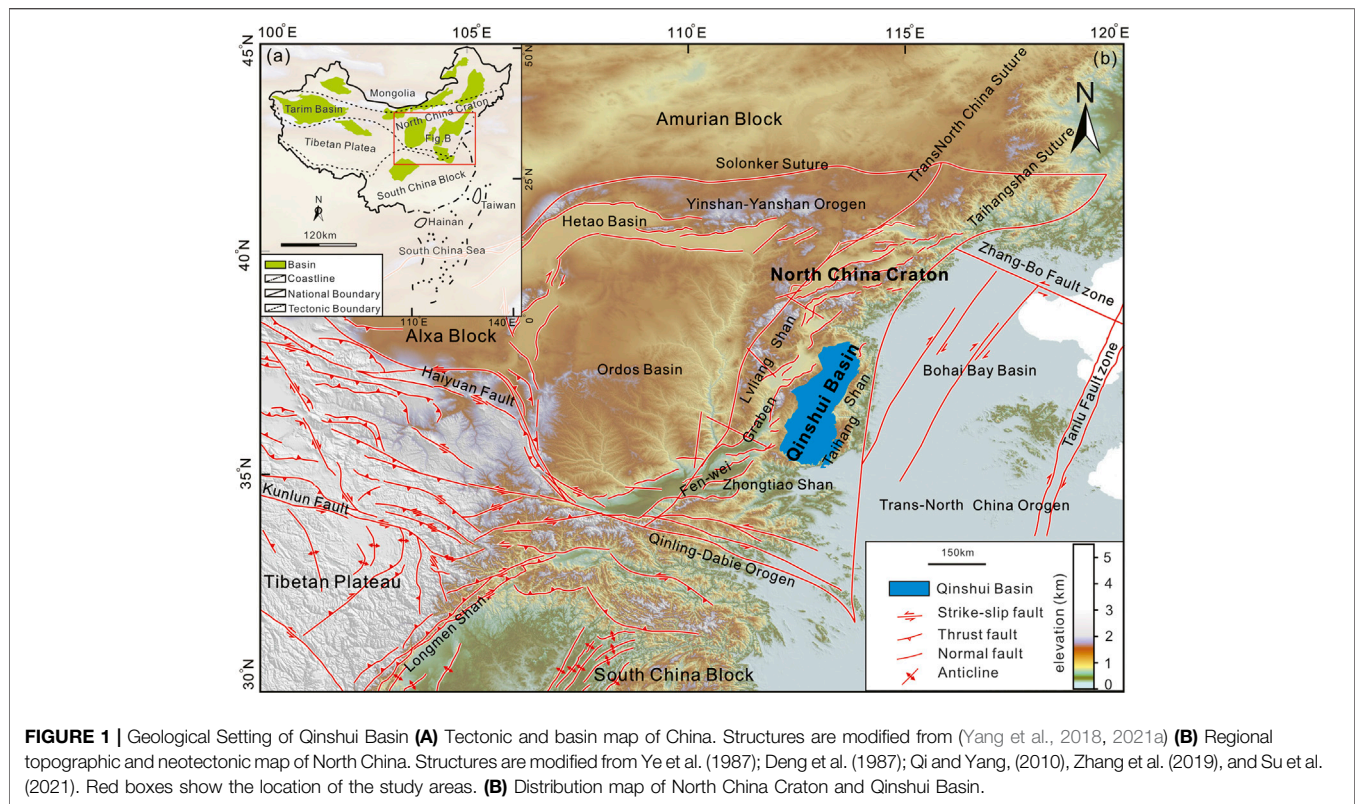 100°E 105°E 110°E 115°E 120°E
45°N
40°N
35°N
30°N
(a)
50°N
25°N
0
110°E 140°E
Mongolia
Tarim Basin
North China Craton
Fig.B
Tibetan Platea
South China Block
Taiwan
N
Hainan
120km
South China Sea
Basin
Coastline
National Boundary
Tectonic Boundary
(b)
N
TransNorth China Suture
Amurian Block
Solonker Suture
Taihangshan Suture
Yinshan-Yanshan Orogen
Hetao Basin
Zhang-Bo Fault zone
North China Craton
Alxa Block
Lvliang Shan
Haiyuan Fault
Ordos Basin
Qinshui Basin
Bohai Bay Basin
Tanlu Fault zone
Taihang Shan
Fen-wei Graben
Zhongtiao Shan
Kunlun Fault
Trans-North China Orogen
Qinling-Dabie Orogen
Tibetan Plateau
Longmen Shan
South China Block
150km
Qinshui Basin
Strike-slip fault
Thrust fault
Normal fault
Anticline
elevation (km)
5
4
3
2
1
0
FIGURE 1 | Geological Setting of Qinshui Basin (A) Tectonic and basin map of China. Structures are modified from (Yang et al., 2018, 2021a) (B) Regional
topographic and neotectonic map of North China. Structures are modified from Ye et al. (1987); Deng et al. (1987); Qi and Yang, (2010), Zhang et al. (2019), and Su et al.
(2021). Red boxes show the location of the study areas. (B) Distribution map of North China Craton and Qinshui Basin.